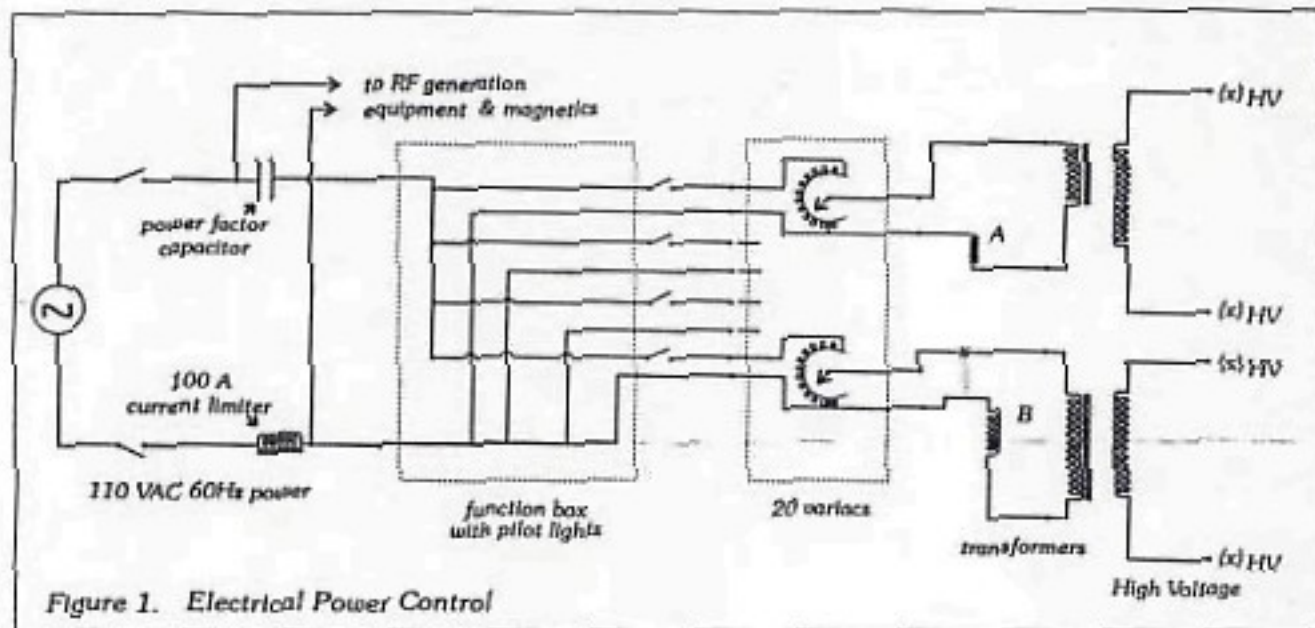 to RF generation
equipment & magnetics
(x) HV
power factor
capacitor
A
(x) HV
(x) HV
100 A
current limiter
B
110 VAC 60Hz power
function box
with pilot lights
20 variacs
transformers
(x) HV
High Voltage
Figure 1. Electrical Power Control